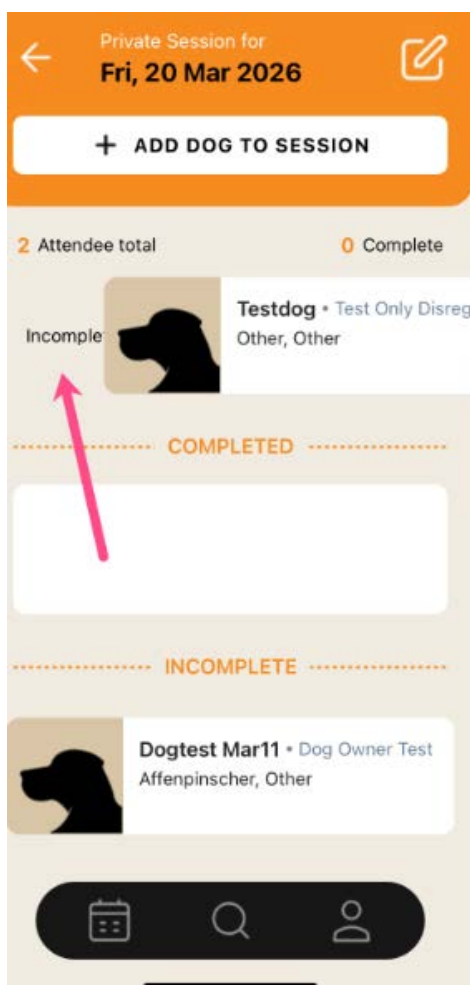 Private Session for
Fri, 20 Mar 2026
+ ADD DOG TO SESSION
2 Attendee total
0 Complete
Testdog • Test Only Disreg
Incomple
Other, Other
COMPLETED
INCOMPLETE
Dogtest Mar11 • Dog Owner Test
Affenpinscher, Other